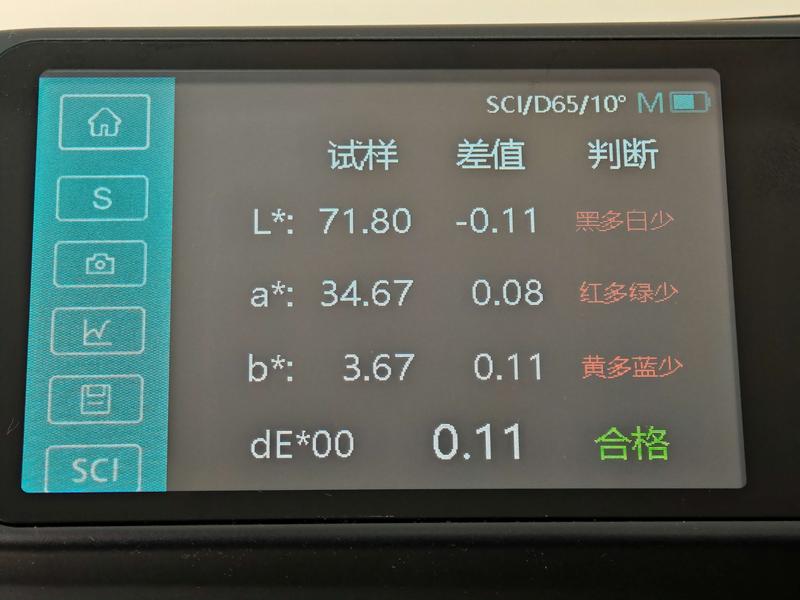 SCI/D65/10° M
试样 差值 判断
S
L*: 71.80 -0.11 黑多白少
a*: 34.67 0.08 红多绿少
b*: 3.67 0.11 黄多蓝少
dE*00 0.11 合格
SCI